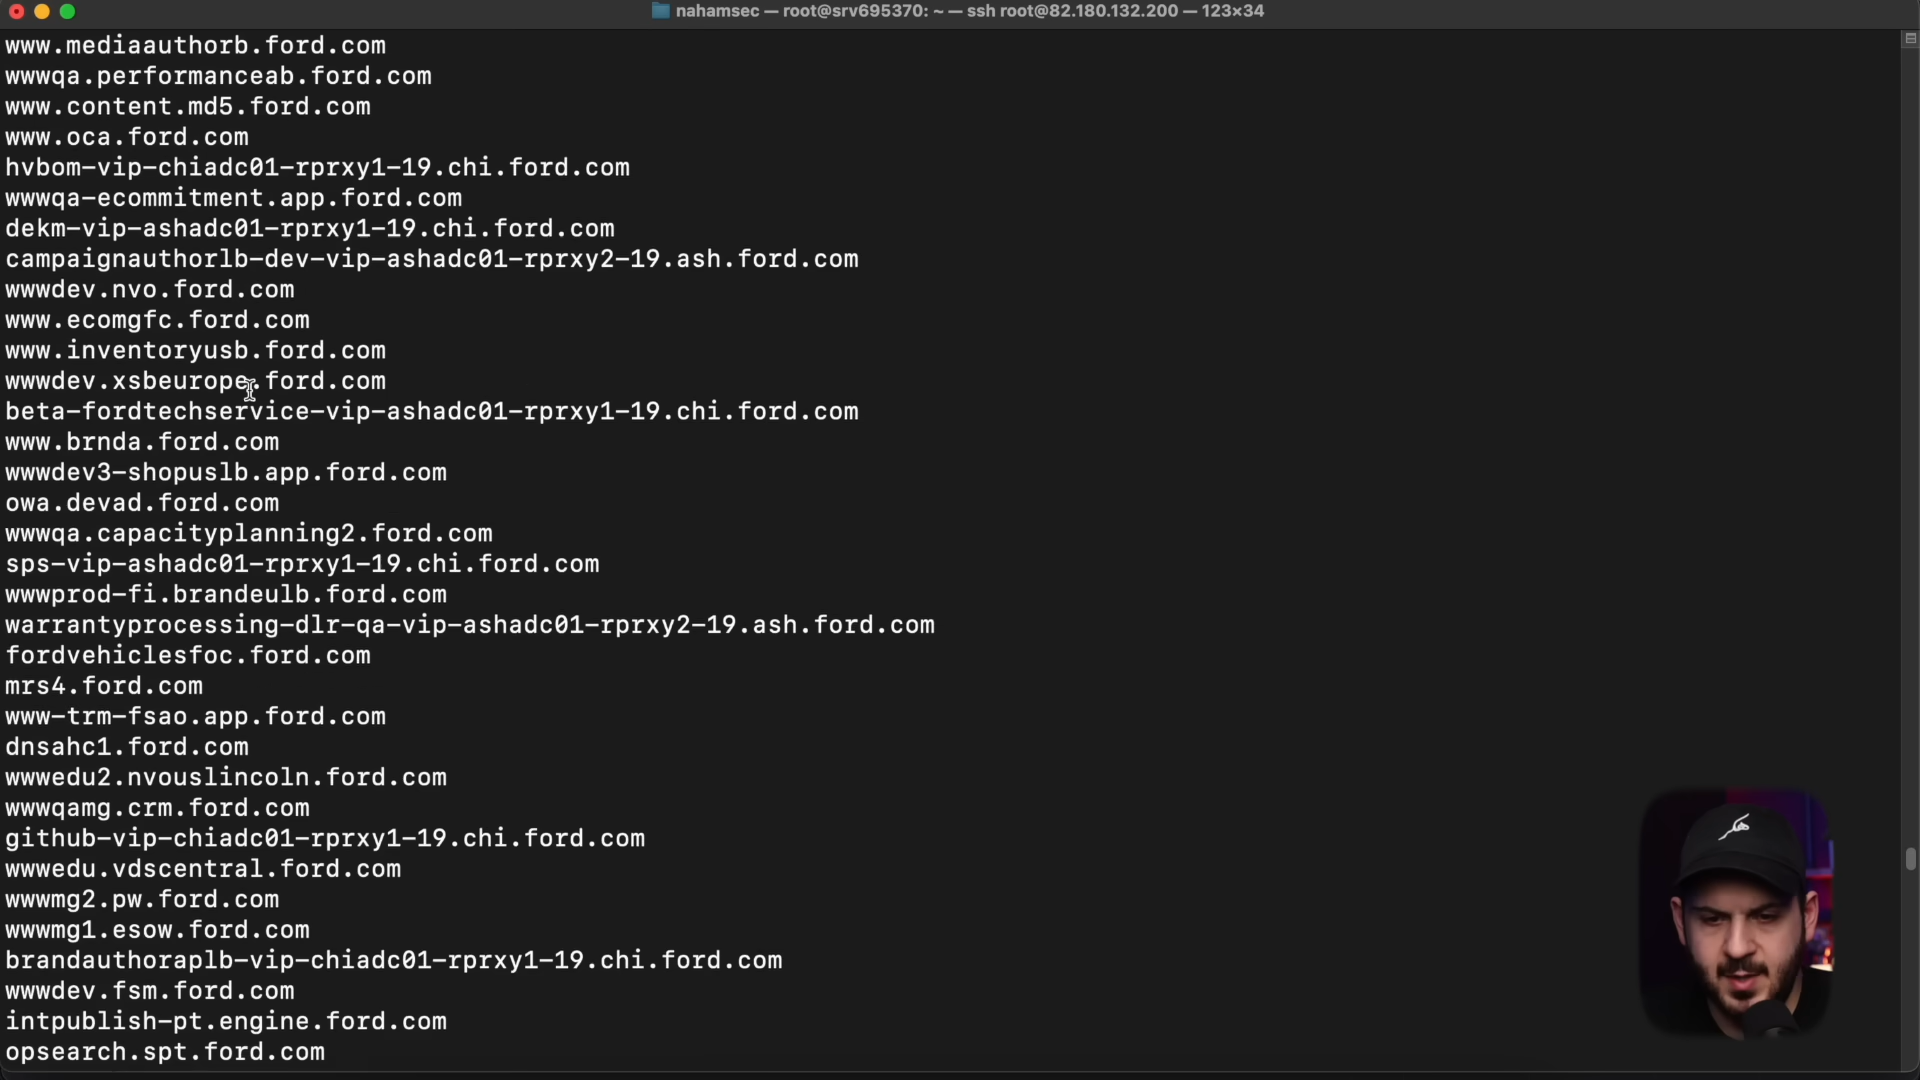 nahamsec — root@srv695370: ~ — ssh root@82.180.132.200 — 123×34
www.mediaauthorb.ford.com
wwwqa.performanceab.ford.com
www.content.md5.ford.com
www.oca.ford.com
hvbom-vip-chiadc01-rprxy1-19.chi.ford.com
wwwqa-ecommitment.app.ford.com
dekm-vip-ashadc01-rprxy1-19.chi.ford.com
campaignauthorlb-dev-vip-ashadc01-rprxy2-19.ash.ford.com
wwwdev.nvo.ford.com
www.ecomgfc.ford.com
www.inventoryusb.ford.com
wwwdev.xsbeurope.ford.com
beta-fordtechservice-vip-ashadc01-rprxy1-19.chi.ford.com
www.brnda.ford.com
wwwdev3-shopuslb.app.ford.com
owa.devad.ford.com
wwwqa.capacityplanning2.ford.com
sps-vip-ashadc01-rprxy1-19.chi.ford.com
wwwprod-fi.brandeulb.ford.com
warrantyprocessing-dlr-qa-vip-ashadc01-rprxy2-19.ash.ford.com
fordvehiclesfoc.ford.com
mrs4.ford.com
www-trm-fsao.app.ford.com
dnsahc1.ford.com
wwwedu2.nvouslincoln.ford.com
wwwqamg.crm.ford.com
github-vip-chiadc01-rprxy1-19.chi.ford.com
wwwedu.vdscentral.ford.com
wwwmg2.pw.ford.com
wwwmg1.esow.ford.com
brandauthoraplb-vip-chiadc01-rprxy1-19.chi.ford.com
wwwdev.fsm.ford.com
intpublish-pt.engine.ford.com
opsearch.spt.ford.com